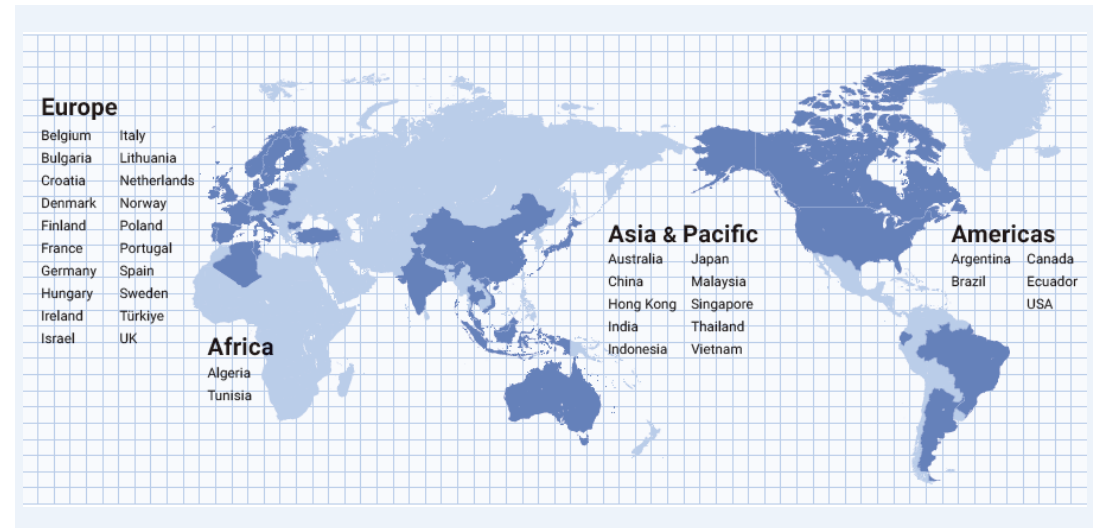 Europe
Belgium
Bulgaria
Croatia
Denmark
Finland
France
Germany
Hungary
Ireland
Israel
Italy
Lithuania
Netherlands
Norway
Poland
Portugal
Spain
Sweden
Türkiye
UK
Africa
Algeria
Tunisia
Asia & Pacific
Australia
China
Hong Kong
India
Indonesia
Japan
Malaysia
Singapore
Thailand
Vietnam
Americas
Argentina
Brazil
Canada
Ecuador
USA